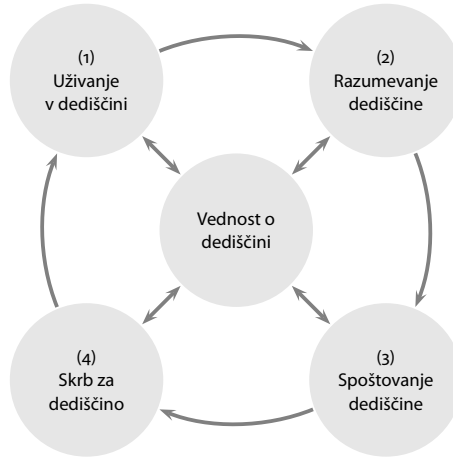 (1)
Uživanje
v dediščini
(2)
Razumevanje
dediščine
Vednost o
dediščini
(4)
Skrb za
dediščino
(3)
Spoštovanje
dediščine